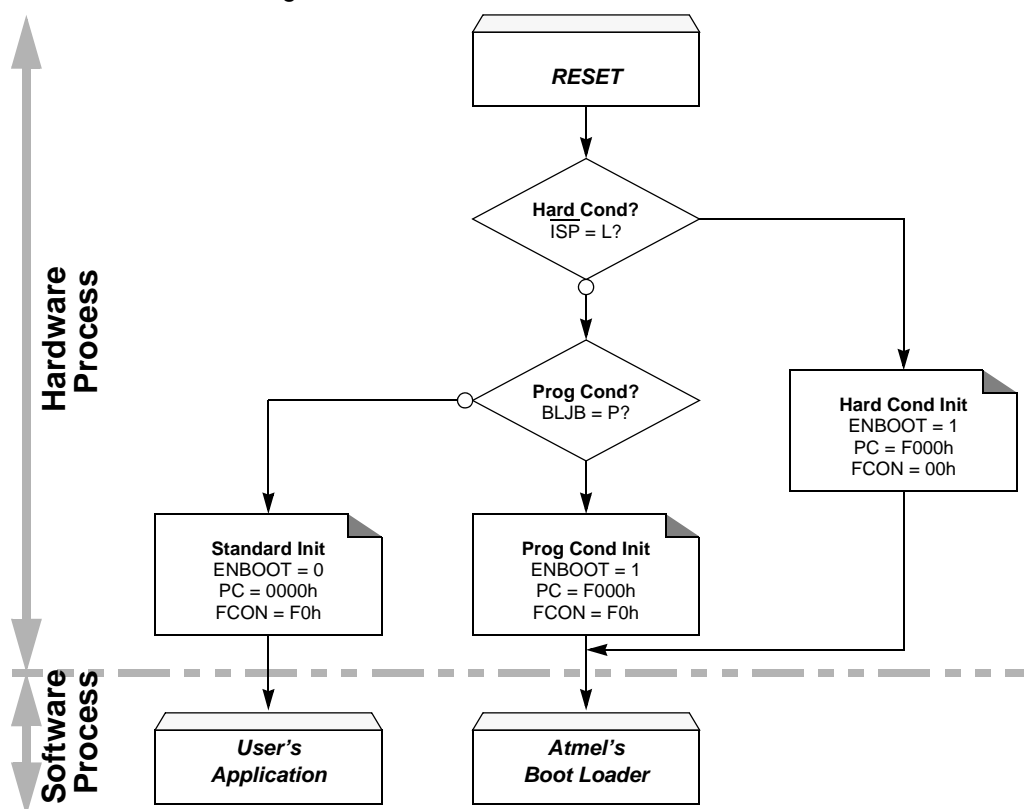 RESET
Hard Cond?
ISP = L?
Prog Cond?
BLJB = P?
Hard Cond Init
ENBOOT = 1
PC = F000h
FCON = 00h
Standard Init
ENBOOT = 0
PC = 0000h
FCON = F0h
Prog Cond Init
ENBOOT = 1
PC = F000h
FCON = F0h
Hardware
Process
Software
Process
User's
Application
Atmel's
Boot Loader